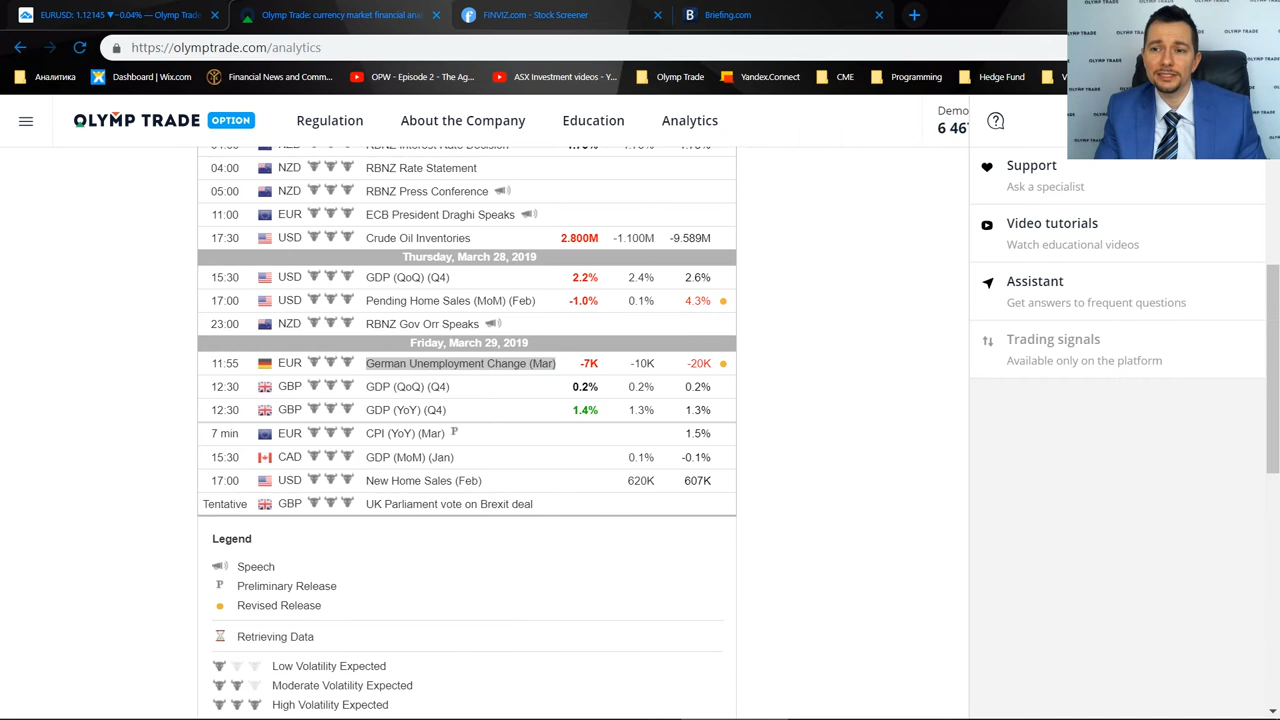 EURUSD: 1.12145 ▼−0.04% — Olymp Trade
Olymp Trade: currency market financial anal
FINVIZ.com - Stock Screener
Briefing.com
https://olymptrade.com/analytics
Аналитика
Dashboard | Wix.com
Financial News and Comm...
OPW - Episode 2 - The Ag...
ASX Investment videos - Y...
Olymp Trade
Yandex.Connect
CME
Programming
Hedge Fund
OLYMP TRADE OPTION
Regulation
About the Company
Education
Analytics
Demo
6 46
04:00 NZD RBNZ Rate Statement
05:00 NZD RBNZ Press Conference
11:00 EUR ECB President Draghi Speaks
17:30 USD Crude Oil Inventories 2.800M -1.100M -9.589M
Thursday, March 28, 2019
15:30 USD GDP (QoQ) (Q4) 2.2% 2.4% 2.6%
17:00 USD Pending Home Sales (MoM) (Feb) -1.0% 0.1% 4.3%
23:00 NZD RBNZ Gov Orr Speaks
Friday, March 29, 2019
11:55 EUR German Unemployment Change (Mar) -7K -10K -20K
12:30 GBP GDP (QoQ) (Q4) 0.2% 0.2% 0.2%
12:30 GBP GDP (YoY) (Q4) 1.4% 1.3% 1.3%
7 min EUR CPI (YoY) (Mar) P 1.5%
15:30 CAD GDP (MoM) (Jan) 0.1% -0.1%
17:00 USD New Home Sales (Feb) 620K 607K
Tentative GBP UK Parliament vote on Brexit deal
Legend
Speech
P Preliminary Release
Revised Release
Retrieving Data
Low Volatility Expected
Moderate Volatility Expected
High Volatility Expected
Support
Ask a specialist
Video tutorials
Watch educational videos
Assistant
Get answers to frequent questions
Trading signals
Available only on the platform